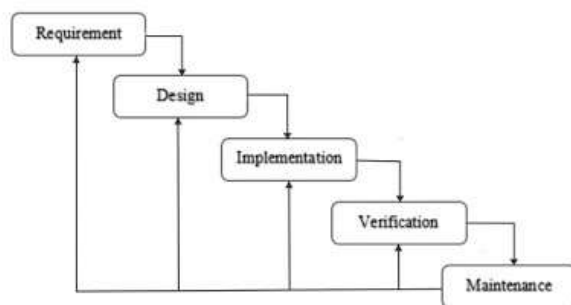 Requirement
Design
Implementation
Verification
Maintenance